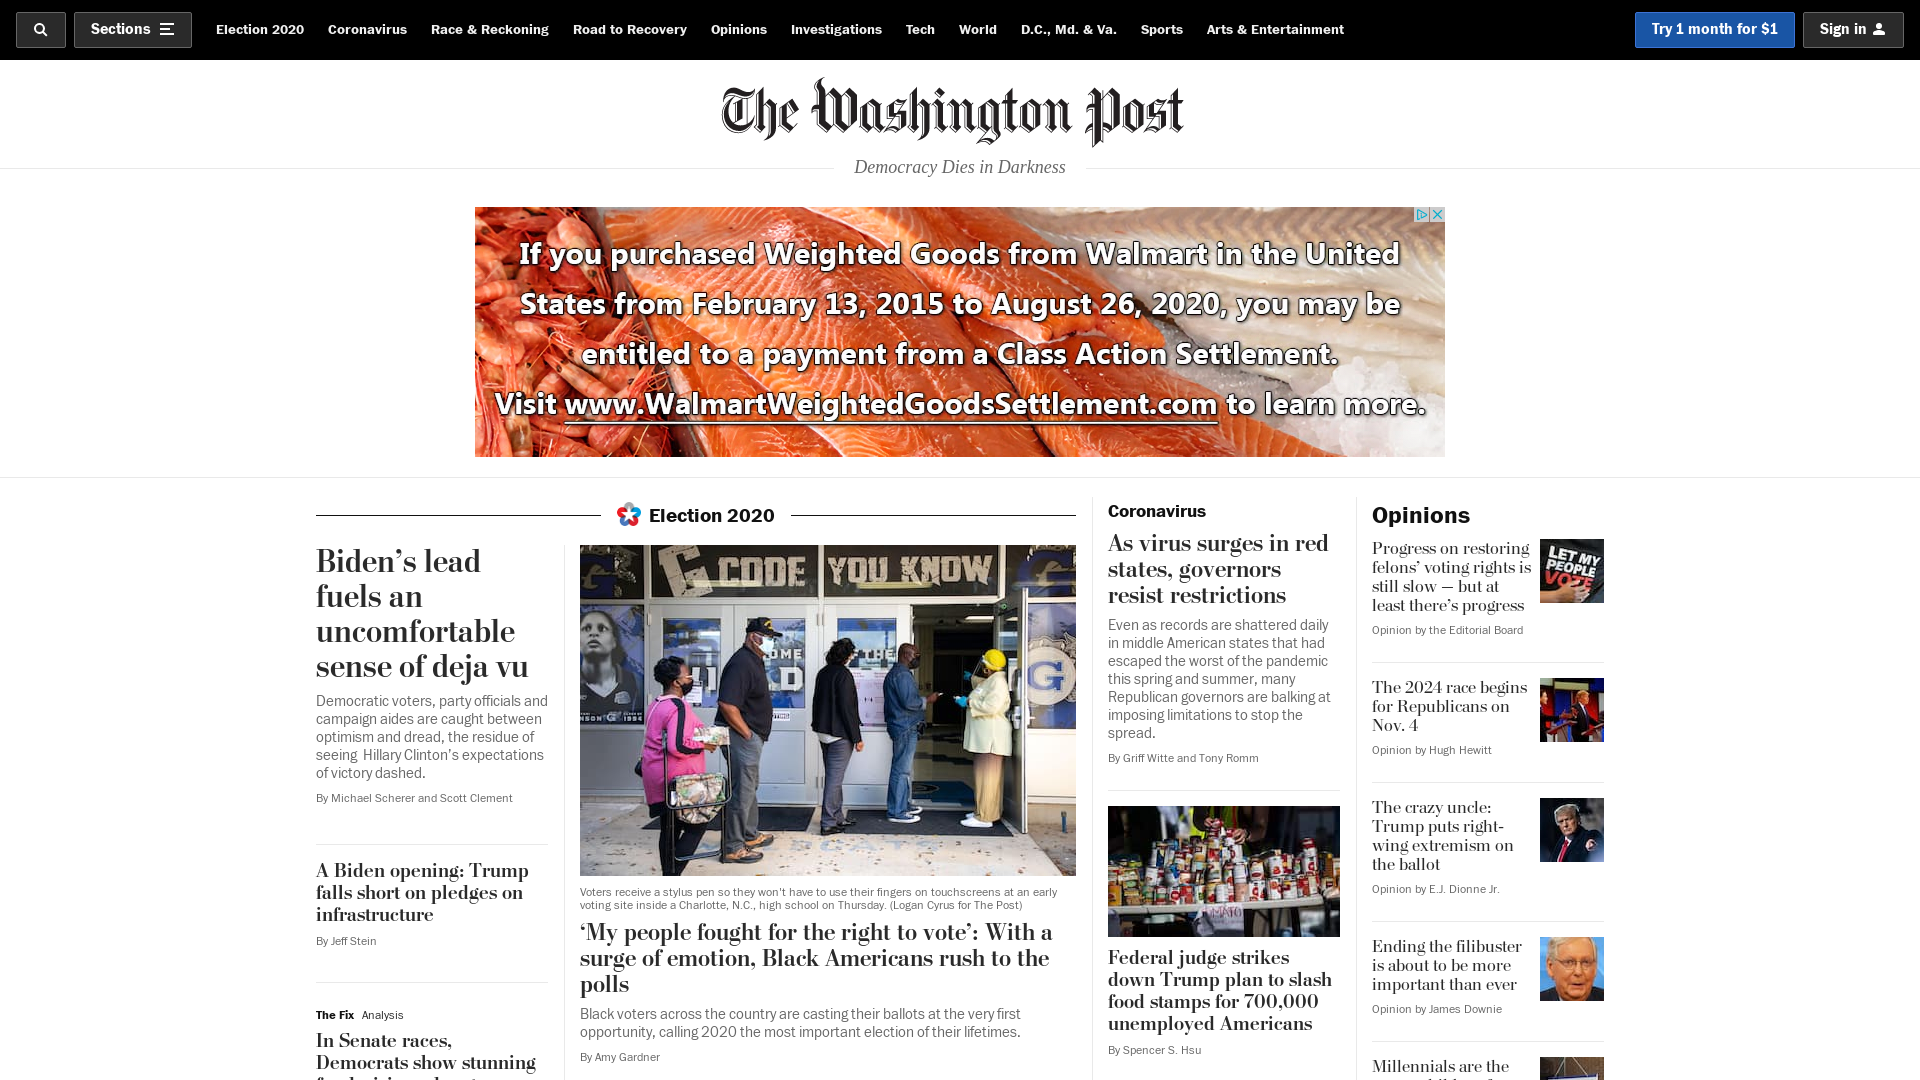 Sections
Election 2020
Coronavirus
Race & Reckoning
Road to Recovery
Opinions
Investigations
Tech
World
D.C., Md. & Va.
Sports
Arts & Entertainment
Try 1 month for $1
Sign in
The Washington Post
Democracy Dies in Darkness
If you purchased Weighted Goods from Walmart in the United
States from February 13, 2015 to August 26, 2020, you may be
entitled to a payment from a Class Action Settlement.
Visit www.WalmartWeightedGoodsSettlement.com to learn more.
Election 2020
Biden’s lead
fuels an
uncomfortable
sense of deja vu
Democratic voters, party officials and
campaign aides are caught between
optimism and dread, the residue of
seeing Hillary Clinton’s expectations
of victory dashed.
By Michael Scherer and Scott Clement
A Biden opening: Trump
falls short on pledges on
infrastructure
By Jeff Stein
The Fix Analysis
In Senate races,
Democrats show stunning
CODE YOU KNOW
G
Voters receive a stylus pen so they won't have to use their fingers on touchscreens at an early
voting site inside a Charlotte, N.C., high school on Thursday. (Logan Cyrus for The Post)
‘My people fought for the right to vote’: With a
surge of emotion, Black Americans rush to the
polls
Black voters across the country are casting their ballots at the very first
opportunity, calling 2020 the most important election of their lifetimes.
By Amy Gardner
Coronavirus
As virus surges in red
states, governors
resist restrictions
Even as records are shattered daily
in middle American states that had
escaped the worst of the pandemic
this spring and summer, many
Republican governors are balking at
imposing limitations to stop the
spread.
By Griff Witte and Tony Romm
Federal judge strikes
down Trump plan to slash
food stamps for 700,000
unemployed Americans
By Spencer S. Hsu
Opinions
Progress on restoring
felons’ voting rights is
still slow — but at
least there’s progress
Opinion by the Editorial Board
LET MY
PEOPLE
VOTE
The 2024 race begins
for Republicans on
Nov. 4
Opinion by Hugh Hewitt
The crazy uncle:
Trump puts right-
wing extremism on
the ballot
Opinion by E.J. Dionne Jr.
Ending the filibuster
is about to be more
important than ever
Opinion by James Downie
Millennials are the